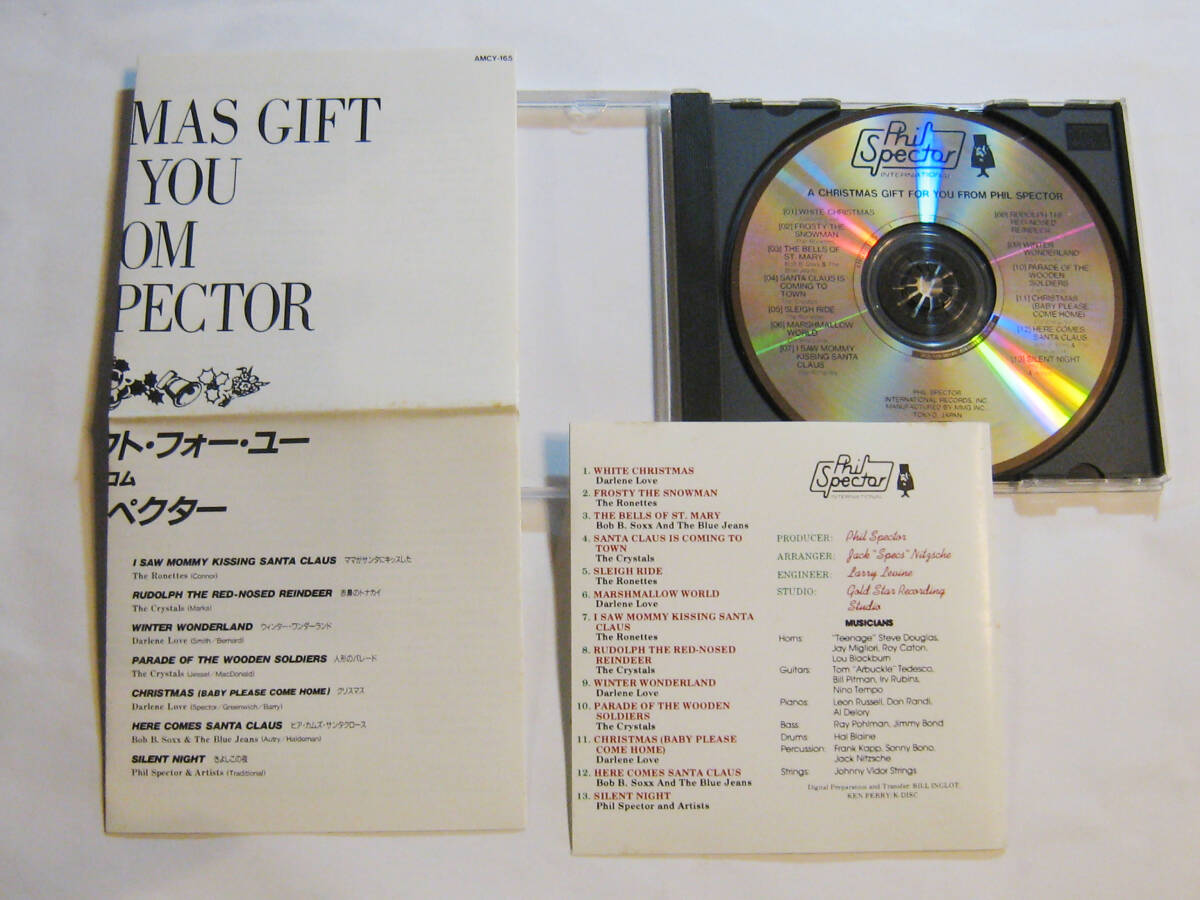 AMCY-165
MAS GIFT
YOU
OM
PECTOR
クト・フォー・ユー
コム
ペクター
I SAW MOMMY KISSING SANTA CLAUS ママがサンタにキッスした
The Ronettes (Connor)
RUDOLPH THE RED-NOSED REINDEER 赤鼻のトナカイ
The Crystals (Marks)
WINTER WONDERLAND ウィンター・ワンダーランド
Darlene Love (Smith/Bernard)
PARADE OF THE WOODEN SOLDIERS 人形のパレード
The Crystals (Jessel/MacDonald)
CHRISTMAS (BABY PLEASE COME HOME) クリスマス
Darlene Love (Spector/Greenwich/Barry)
HERE COMES SANTA CLAUS ヒア・カムズ・サンタクロース
Bob B. Soxx & The Blue Jeans (Autry/Haldeman)
SILENT NIGHT きよしこの夜
Phil Spector & Artists (Traditional)
Phil
Spector
INTERNATIONAL
A CHRISTMAS GIFT FOR YOU FROM PHIL SPECTOR
[01] WHITE CHRISTMAS
[02] FROSTY THE
SNOWMAN
The Ronettes
[03] THE BELLS OF
ST. MARY
Bob B. Soxx & The
Blue Jeans
[04] SANTA CLAUS IS
COMING TO
TOWN
The Crystals
[05] SLEIGH RIDE
The Ronettes
[06] MARSHMALLOW
WORLD
[07] I SAW MOMMY
KISSING SANTA
CLAUS
The Ronettes
[08] RUDOLPH THE
RED-NOSED
REINDEER
[09] WINTER
WONDERLAND
[10] PARADE OF THE
WOODEN
SOLDIERS
[11] CHRISTMAS
(BABY PLEASE
COME HOME)
[12] HERE COMES
SANTA CLAUS
[13] SILENT NIGHT
PHIL SPECTOR
INTERNATIONAL RECORDS, INC.
MANUFACTURED BY MMG INC.
TOKYO, JAPAN
1. WHITE CHRISTMAS
Darlene Love
2. FROSTY THE SNOWMAN
The Ronettes
3. THE BELLS OF ST. MARY
Bob B. Soxx And The Blue Jeans
4. SANTA CLAUS IS COMING TO
TOWN
The Crystals
5. SLEIGH RIDE
The Ronettes
6. MARSHMALLOW WORLD
Darlene Love
7. I SAW MOMMY KISSING SANTA
CLAUS
The Ronettes
8. RUDOLPH THE RED-NOSED
REINDEER
The Crystals
9. WINTER WONDERLAND
Darlene Love
10. PARADE OF THE WOODEN
SOLDIERS
The Crystals
11. CHRISTMAS (BABY PLEASE
COME HOME)
Darlene Love
12. HERE COMES SANTA CLAUS
Bob B. Soxx And The Blue Jeans
13. SILENT NIGHT
Phil Spector and Artists
Phil
Spector
INTERNATIONAL
PRODUCER: Phil Spector
ARRANGER: Jack "Specs" Nitzsche
ENGINEER: Larry Levine
STUDIO: Gold Star Recording
Studio
MUSICIANS
Horns: "Teenage" Steve Douglas,
Jay Migliori, Roy Caton,
Lou Blackburn
Guitars: Tom "Arbuckle" Tedesco,
Bill Pitman, Irv Rubins,
Nino Tempo
Pianos: Leon Russell, Don Randi,
Al Delory
Bass: Ray Pohlman, Jimmy Bond
Drums: Hal Blaine
Percussion: Frank Kapp, Sonny Bono,
Jack Nitzsche
Strings: Johnny Vidor Strings
Digital Preparation and Transfer: BILL INGLOT,
KEN PERRY/K-DISC